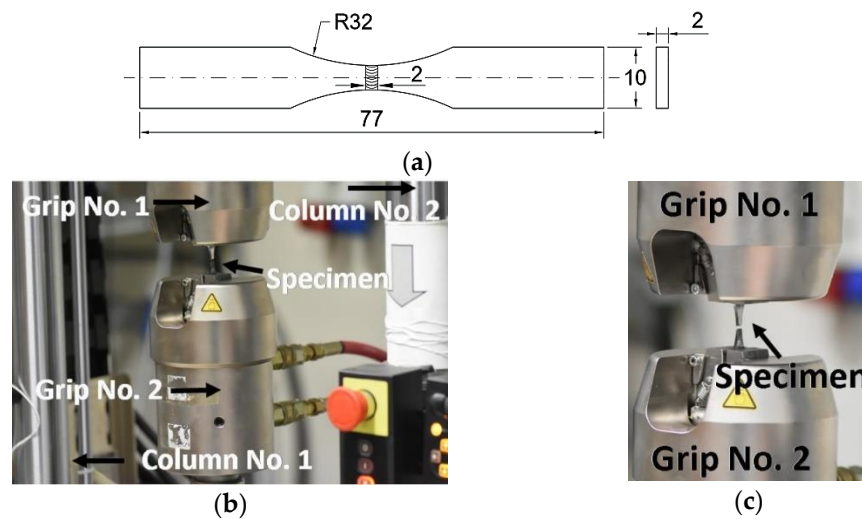 R32
2
2
10
77
(a)
Grip No. 1
Column No. 2
Specimen
Grip No. 2
Column No. 1
(b)
Grip No. 1
Specimen
Grip No. 2
(c)